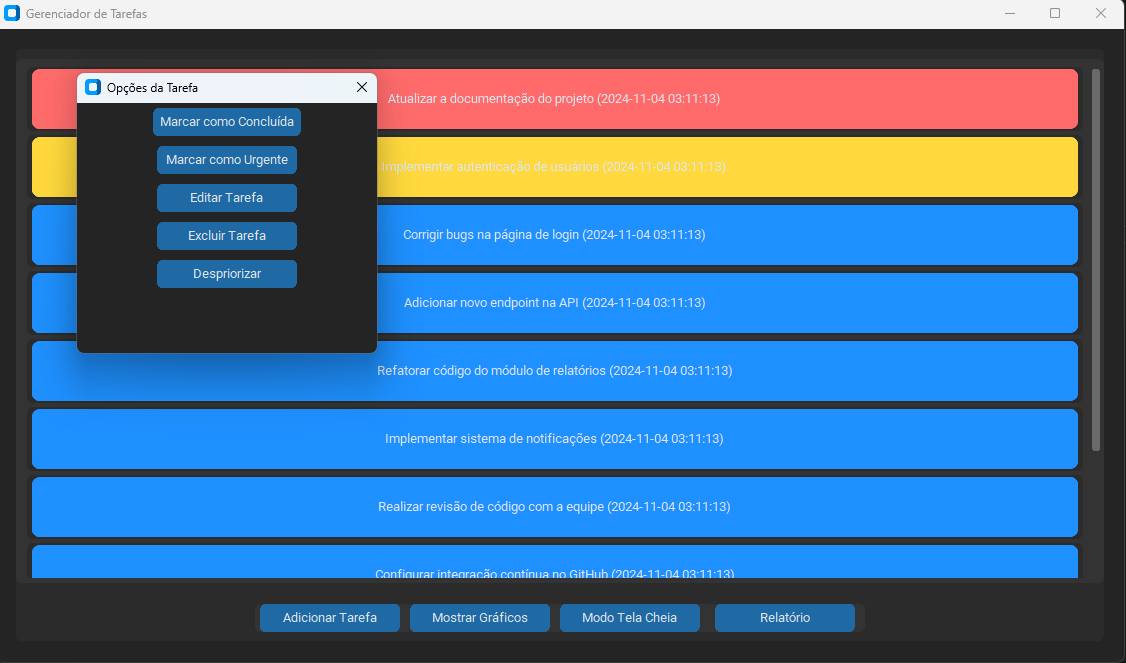 Gerenciador de Tarefas
Opções da Tarefa
Marcar como Concluída
Marcar como Urgente
Editar Tarefa
Excluir Tarefa
Despriorizar
Atualizar a documentação do projeto (2024-11-04 03:11:13)
Implementar autenticação de usuários (2024-11-04 03:11:13)
Corrigir bugs na página de login (2024-11-04 03:11:13)
Adicionar novo endpoint na API (2024-11-04 03:11:13)
Refatorar código do módulo de relatórios (2024-11-04 03:11:13)
Implementar sistema de notificações (2024-11-04 03:11:13)
Realizar revisão de código com a equipe (2024-11-04 03:11:13)
Configurar integração contínua no GitHub (2024-11-04 03:11:13)
Adicionar Tarefa
Mostrar Gráficos
Modo Tela Cheia
Relatório